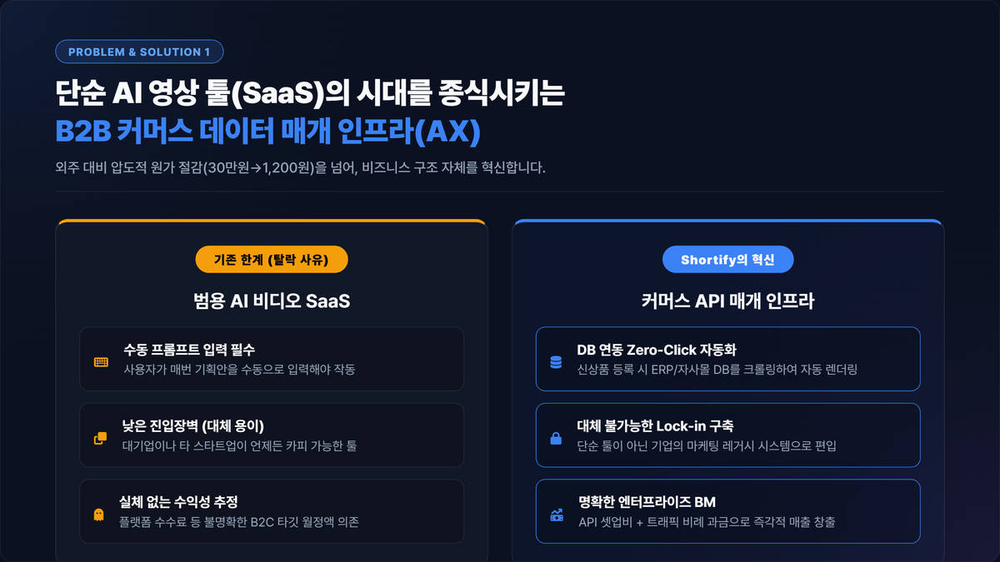 PROBLEM & SOLUTION 1
단순 AI 영상 툴(SaaS)의 시대를 종식시키는
B2B 커머스 데이터 매개 인프라(AX)
외주 대비 압도적 원가 절감(30만원→1,200원)을 넘어, 비즈니스 구조 자체를 혁신합니다.
기존 한계 (탈락 사유)
범용 AI 비디오 SaaS
수동 프롬프트 입력 필수
사용자가 매번 기획안을 수동으로 입력해야 작동
낮은 진입장벽 (대체 용이)
대기업이나 타 스타트업이 언제든 카피 가능한 툴
실체 없는 수익성 추정
플랫폼 수수료 등 불명확한 B2C 타깃 월정액 의존
Shortify의 혁신
커머스 API 매개 인프라
DB 연동 Zero-Click 자동화
신상품 등록 시 ERP/자사몰 DB를 크롤링하여 자동 렌더링
대체 불가능한 Lock-in 구축
단순 툴이 아닌 기업의 마케팅 레거시 시스템으로 편입
명확한 엔터프라이즈 BM
API 셋업비 + 트래픽 비례 과금으로 즉각적 매출 창출